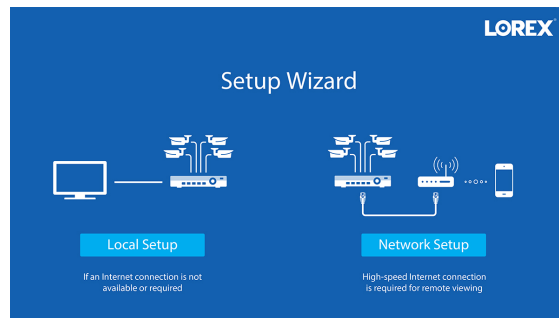 LOREX
Setup Wizard
Local Setup
Network Setup
If an Internet connection is not
available or required
High-speed Internet connection
is required for remote viewing